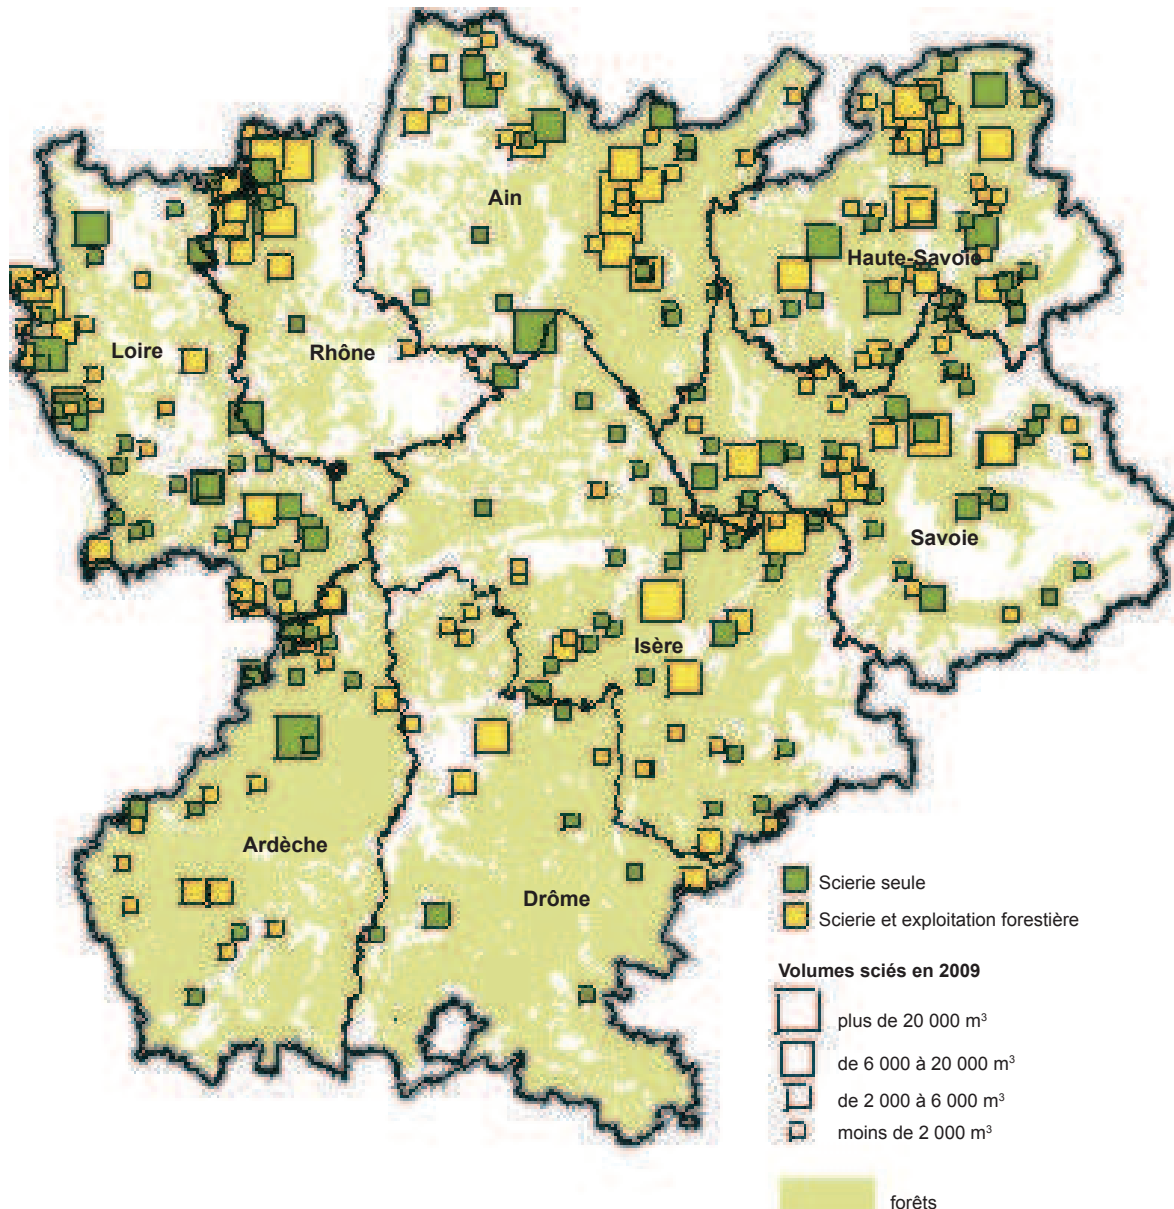 Ain
Haute-Savoie
Loire
Rhône
Savoie
Isère
Ardèche
Drôme
Scierie seule
Scierie et exploitation forestière
Volumes sciés en 2009
plus de 20 000 m³
de 6 000 à 20 000 m³
de 2 000 à 6 000 m³
moins de 2 000 m³
forêts